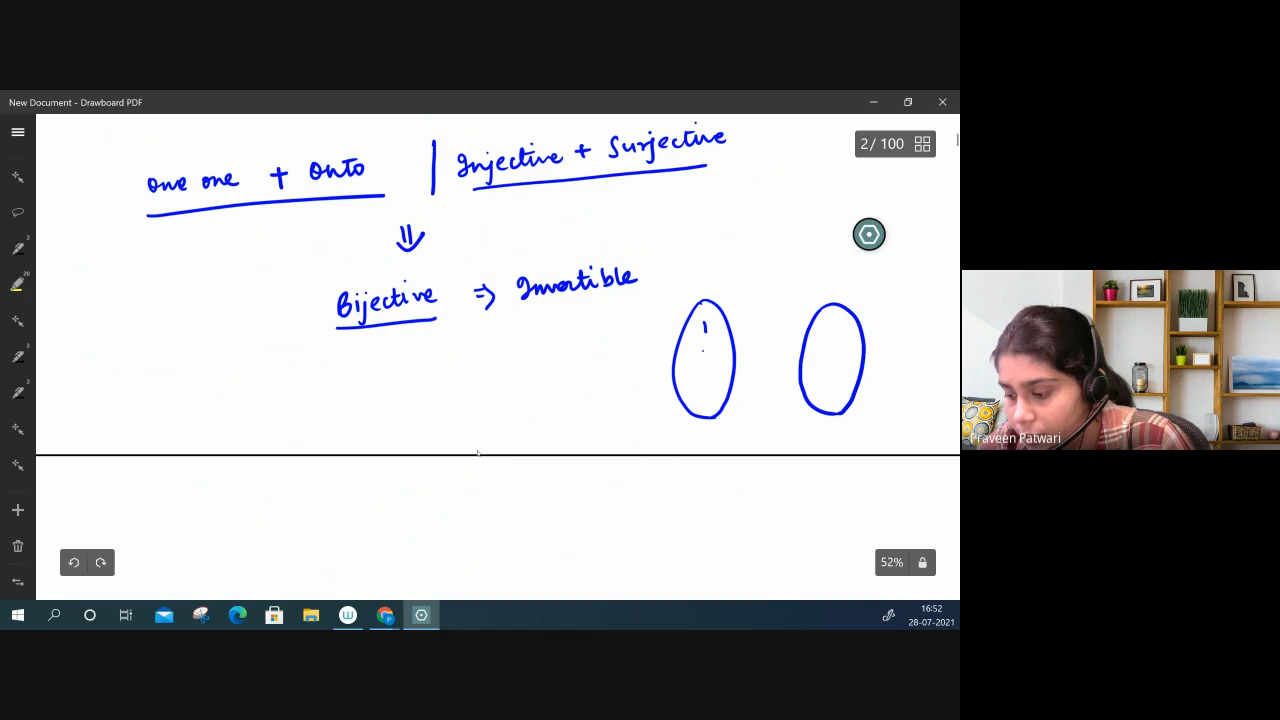 New Document - Drawboard PDF
2 / 100
one one + Onto | Injective + Surjective
⇓
Bijective ⇒ Invertible
1
Praveen Patwari
52%
16:52
28-07-2021